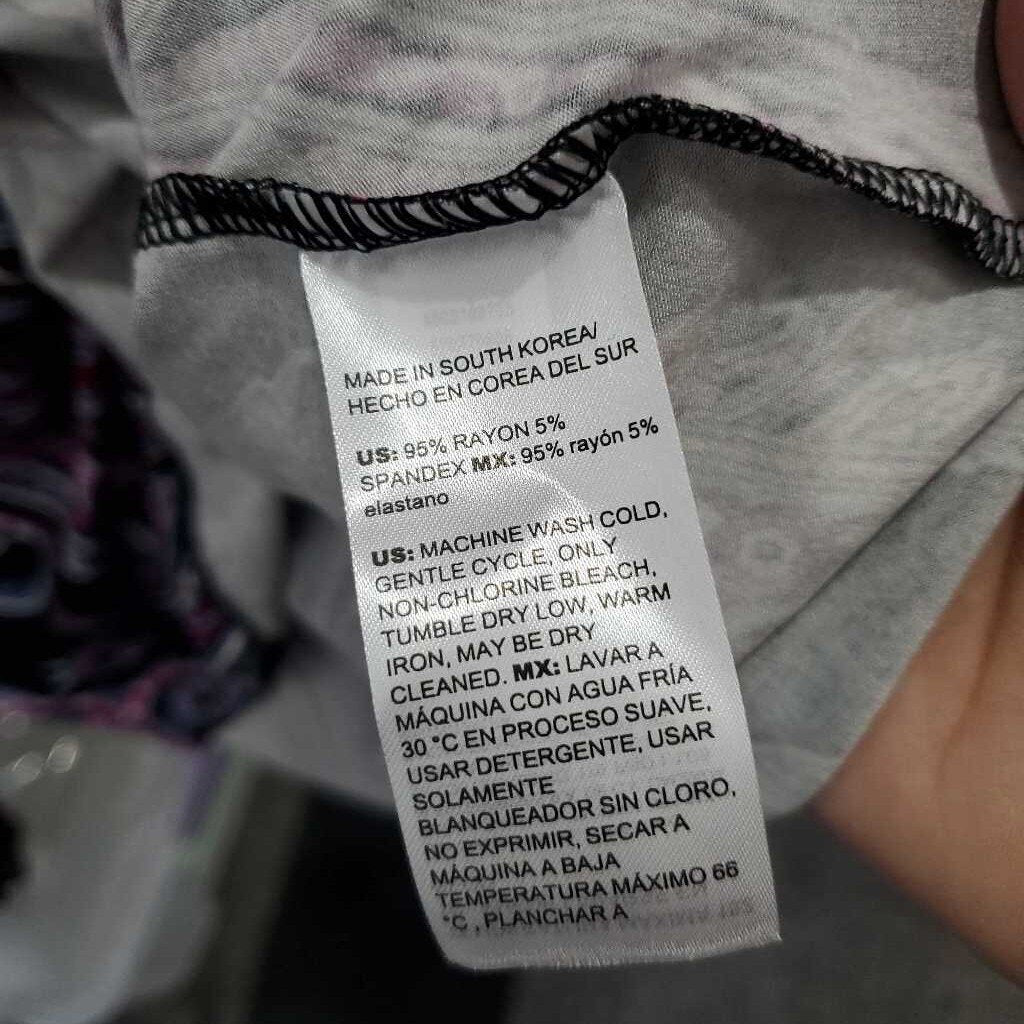 MADE IN SOUTH KOREA/
HECHO EN COREA DEL SUR
US: 95% RAYON 5%
SPANDEX MX: 95% rayón 5%
elastano
US: MACHINE WASH COLD,
GENTLE CYCLE, ONLY
NON-CHLORINE BLEACH,
TUMBLE DRY LOW, WARM
IRON, MAY BE DRY
CLEANED. MX: LAVAR A
MÁQUINA CON AGUA FRÍA
30 °C EN PROCESO SUAVE,
USAR DETERGENTE, USAR
SOLAMENTE
BLANQUEADOR SIN CLORO,
NO EXPRIMIR, SECAR A
MÁQUINA A BAJA
TEMPERATURA MÁXIMO 66
°C , PLANCHAR A